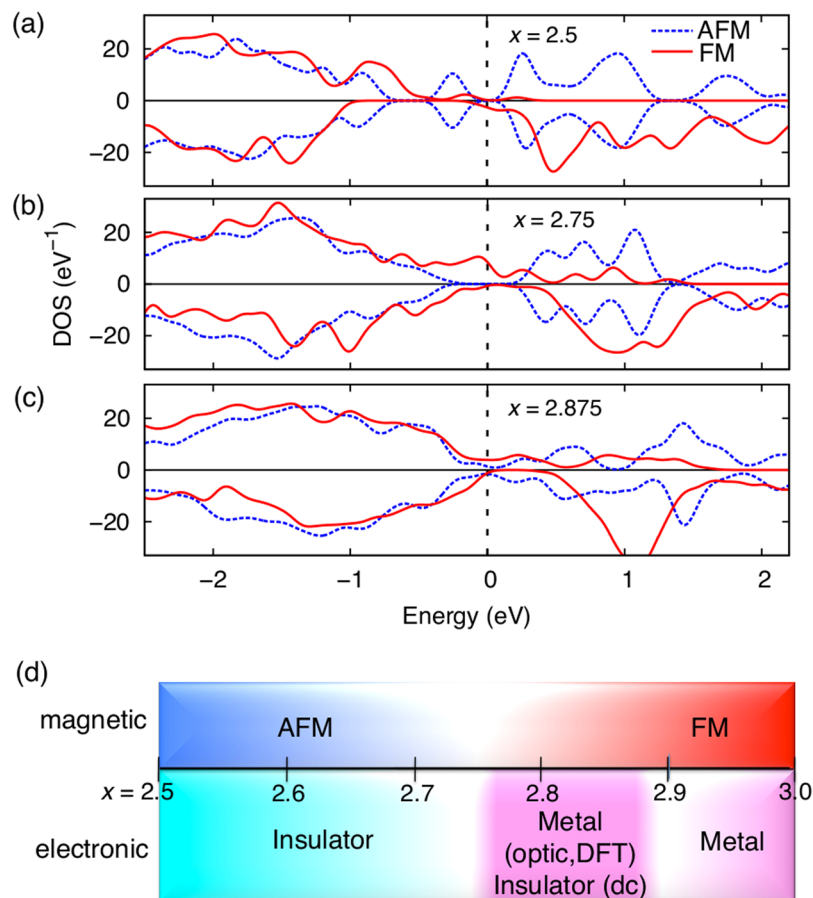 (a)
x = 2.5
AFM
FM
20
0
−20
(b)
x = 2.75
20
0
−20
DOS (eV⁻¹)
(c)
x = 2.875
20
0
−20
−2 −1 0 1 2
Energy (eV)
(d)
magnetic
AFM
FM
x = 2.5 2.6 2.7 2.8 2.9 3.0
electronic
Insulator
Metal
(optic,DFT)
Insulator (dc)
Metal